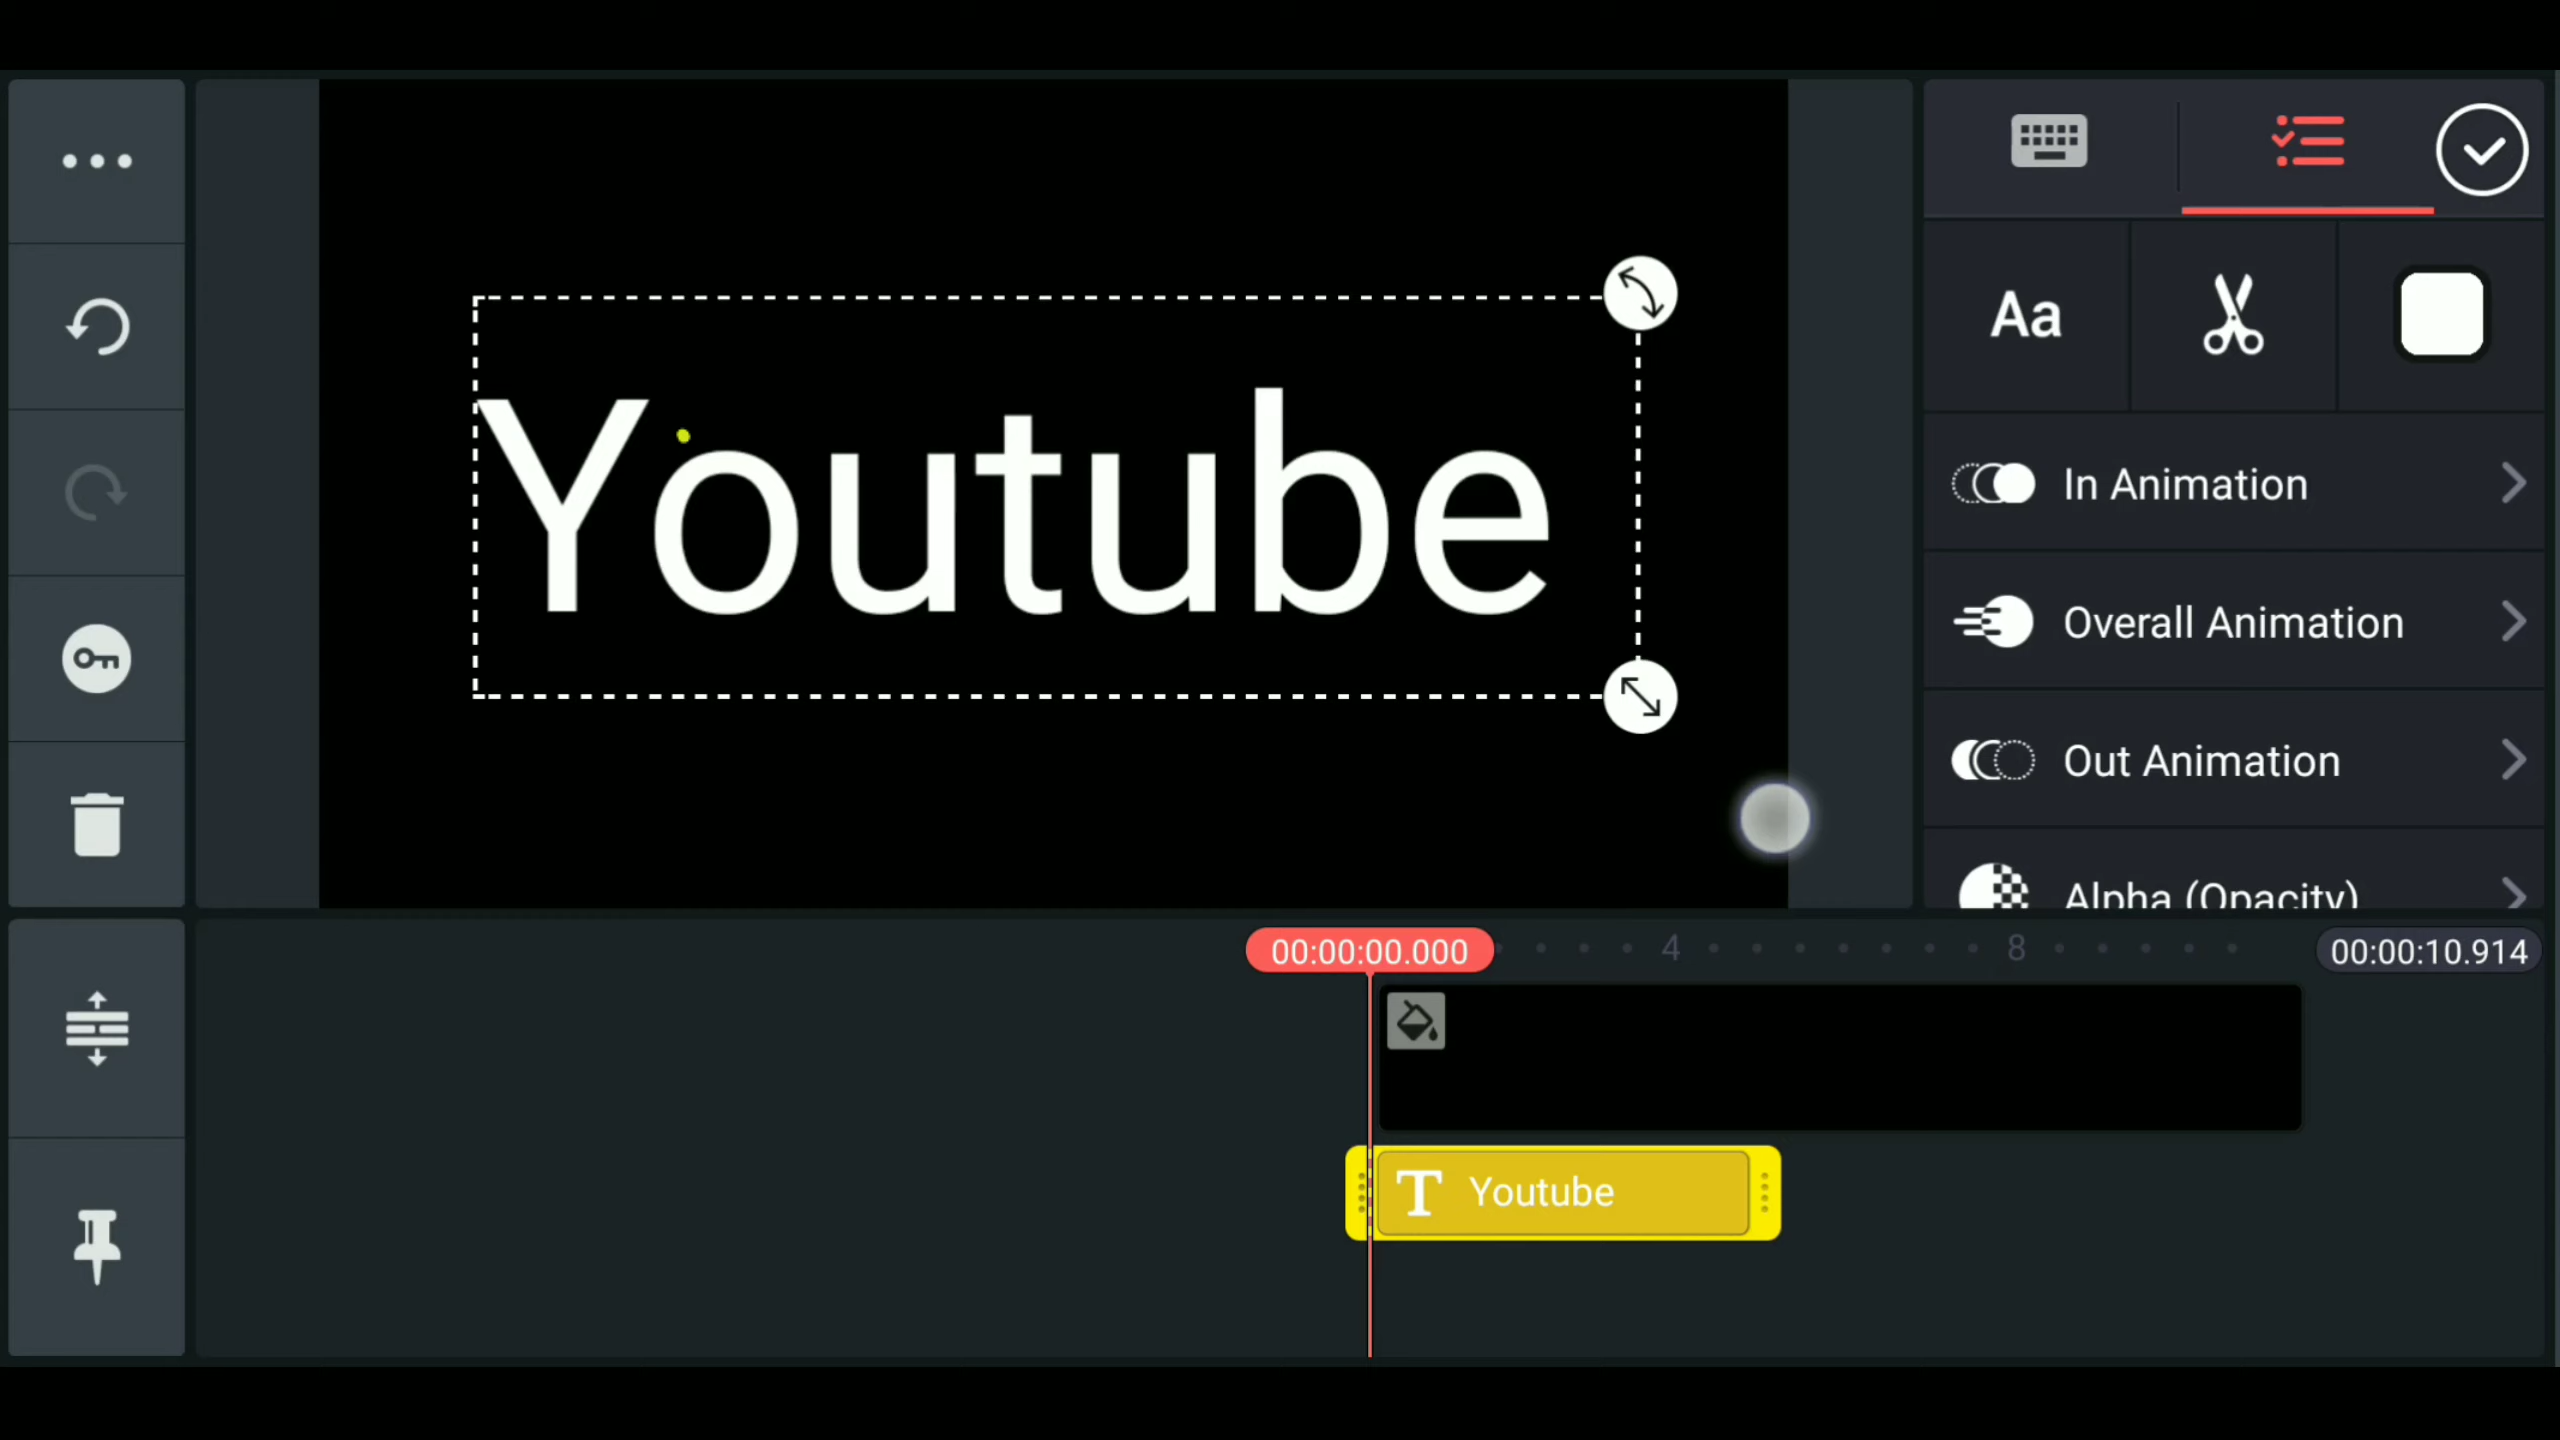 Youtube
Aa
In Animation
Overall Animation
Out Animation
Alpha (Opacity)
00:00:00.000
4
8
00:00:10.914
T Youtube